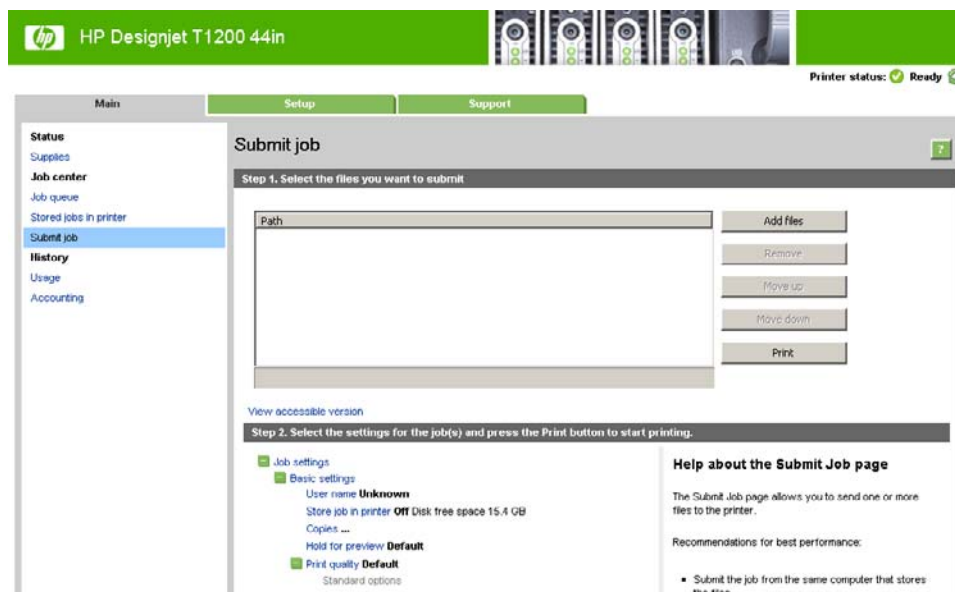 hp HP Designjet T1200 44in
Printer status: Ready
Main Setup Support
Status
Supplies
Job center
Job queue
Stored jobs in printer
Submit job
History
Usage
Accounting
Submit job
?
Step 1. Select the files you want to submit
Path
Add files
Remove
Move up
Move down
Print
View accessible version
Step 2. Select the settings for the job(s) and press the Print button to start printing.
Job settings
Basic settings
User name Unknown
Store job in printer Off Disk free space 15.4 GB
Copies ...
Hold for preview Default
Print quality Default
Standard options
Help about the Submit Job page
The Submit Job page allows you to send one or more
files to the printer.
Recommendations for best performance:
Submit the job from the same computer that stores
the files